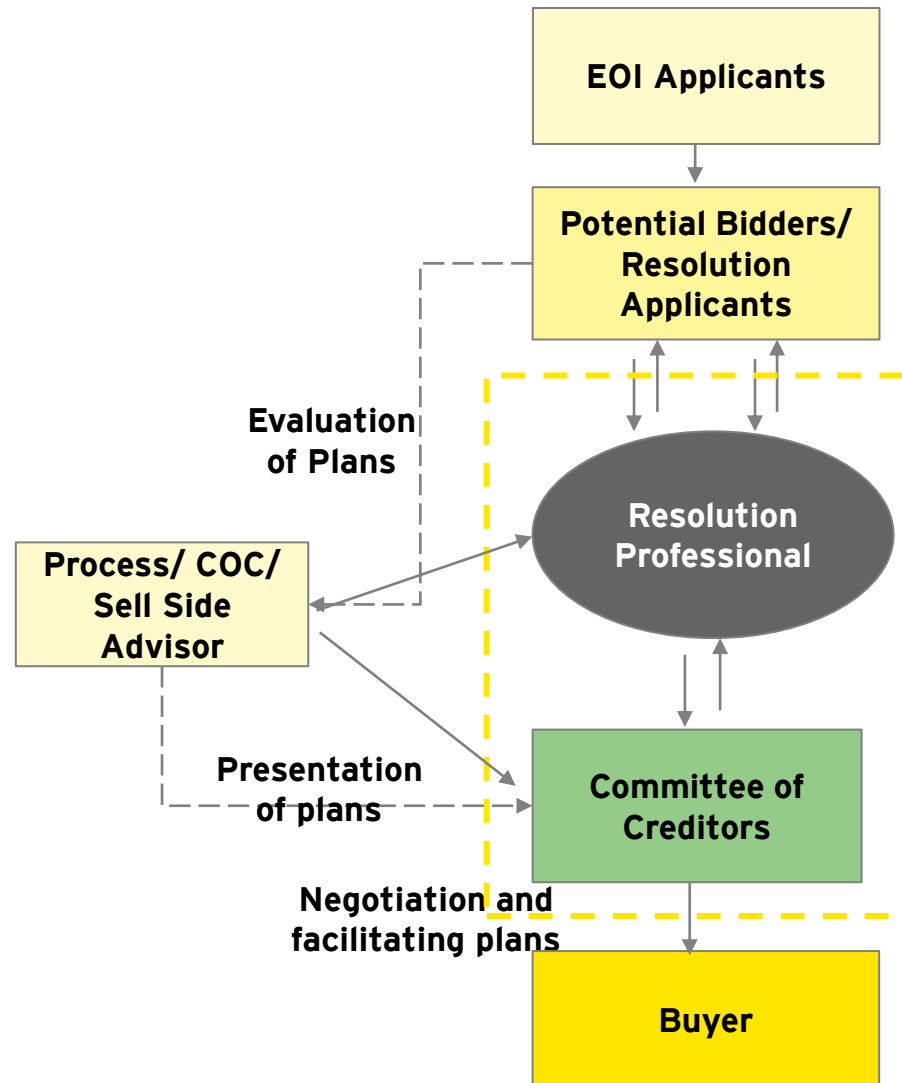 EOI Applicants
Potential Bidders/
Resolution
Applicants
Evaluation
of Plans
Resolution
Professional
Process/ COC/
Sell Side
Advisor
Presentation
of plans
Committee of
Creditors
Negotiation and
facilitating plans
Buyer